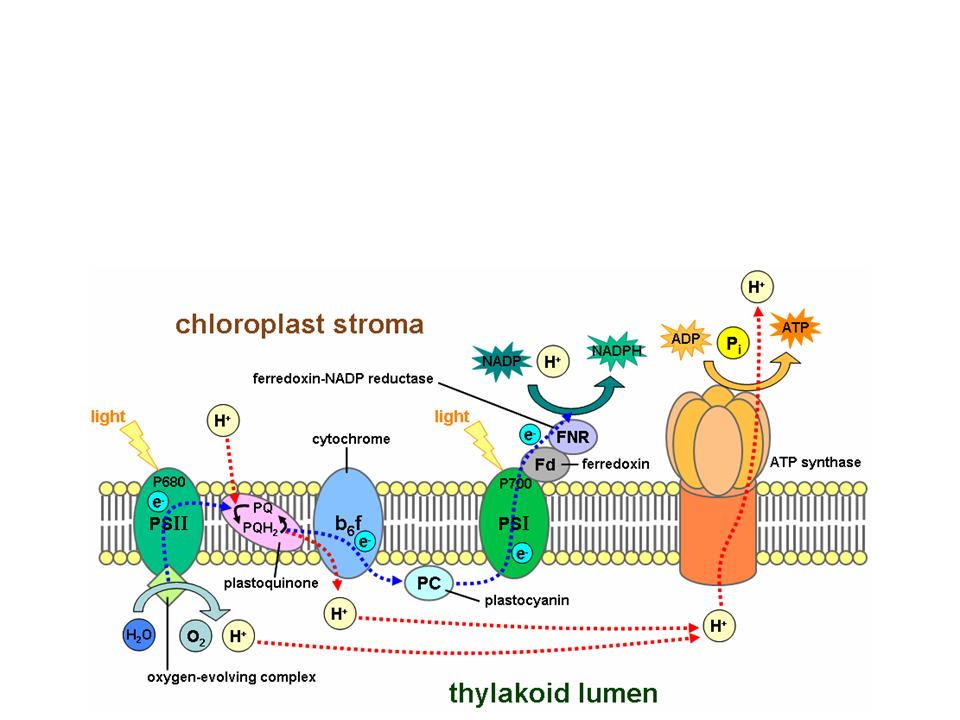 H⁺
chloroplast stroma
ADP
Pᵢ
ATP
NADP
H⁺
NADPH
ferredoxin-NADP reductase
light
H⁺
light
cytochrome
e⁻
FNR
Fd
ferredoxin
ATP synthase
P680
P700
e⁻
PSII
PQ
PQH₂
b₆f
e⁻
PSI
e⁻
plastoquinone
PC
plastocyanin
H⁺
H⁺
H₂O
O₂
H⁺
oxygen-evolving complex
thylakoid lumen